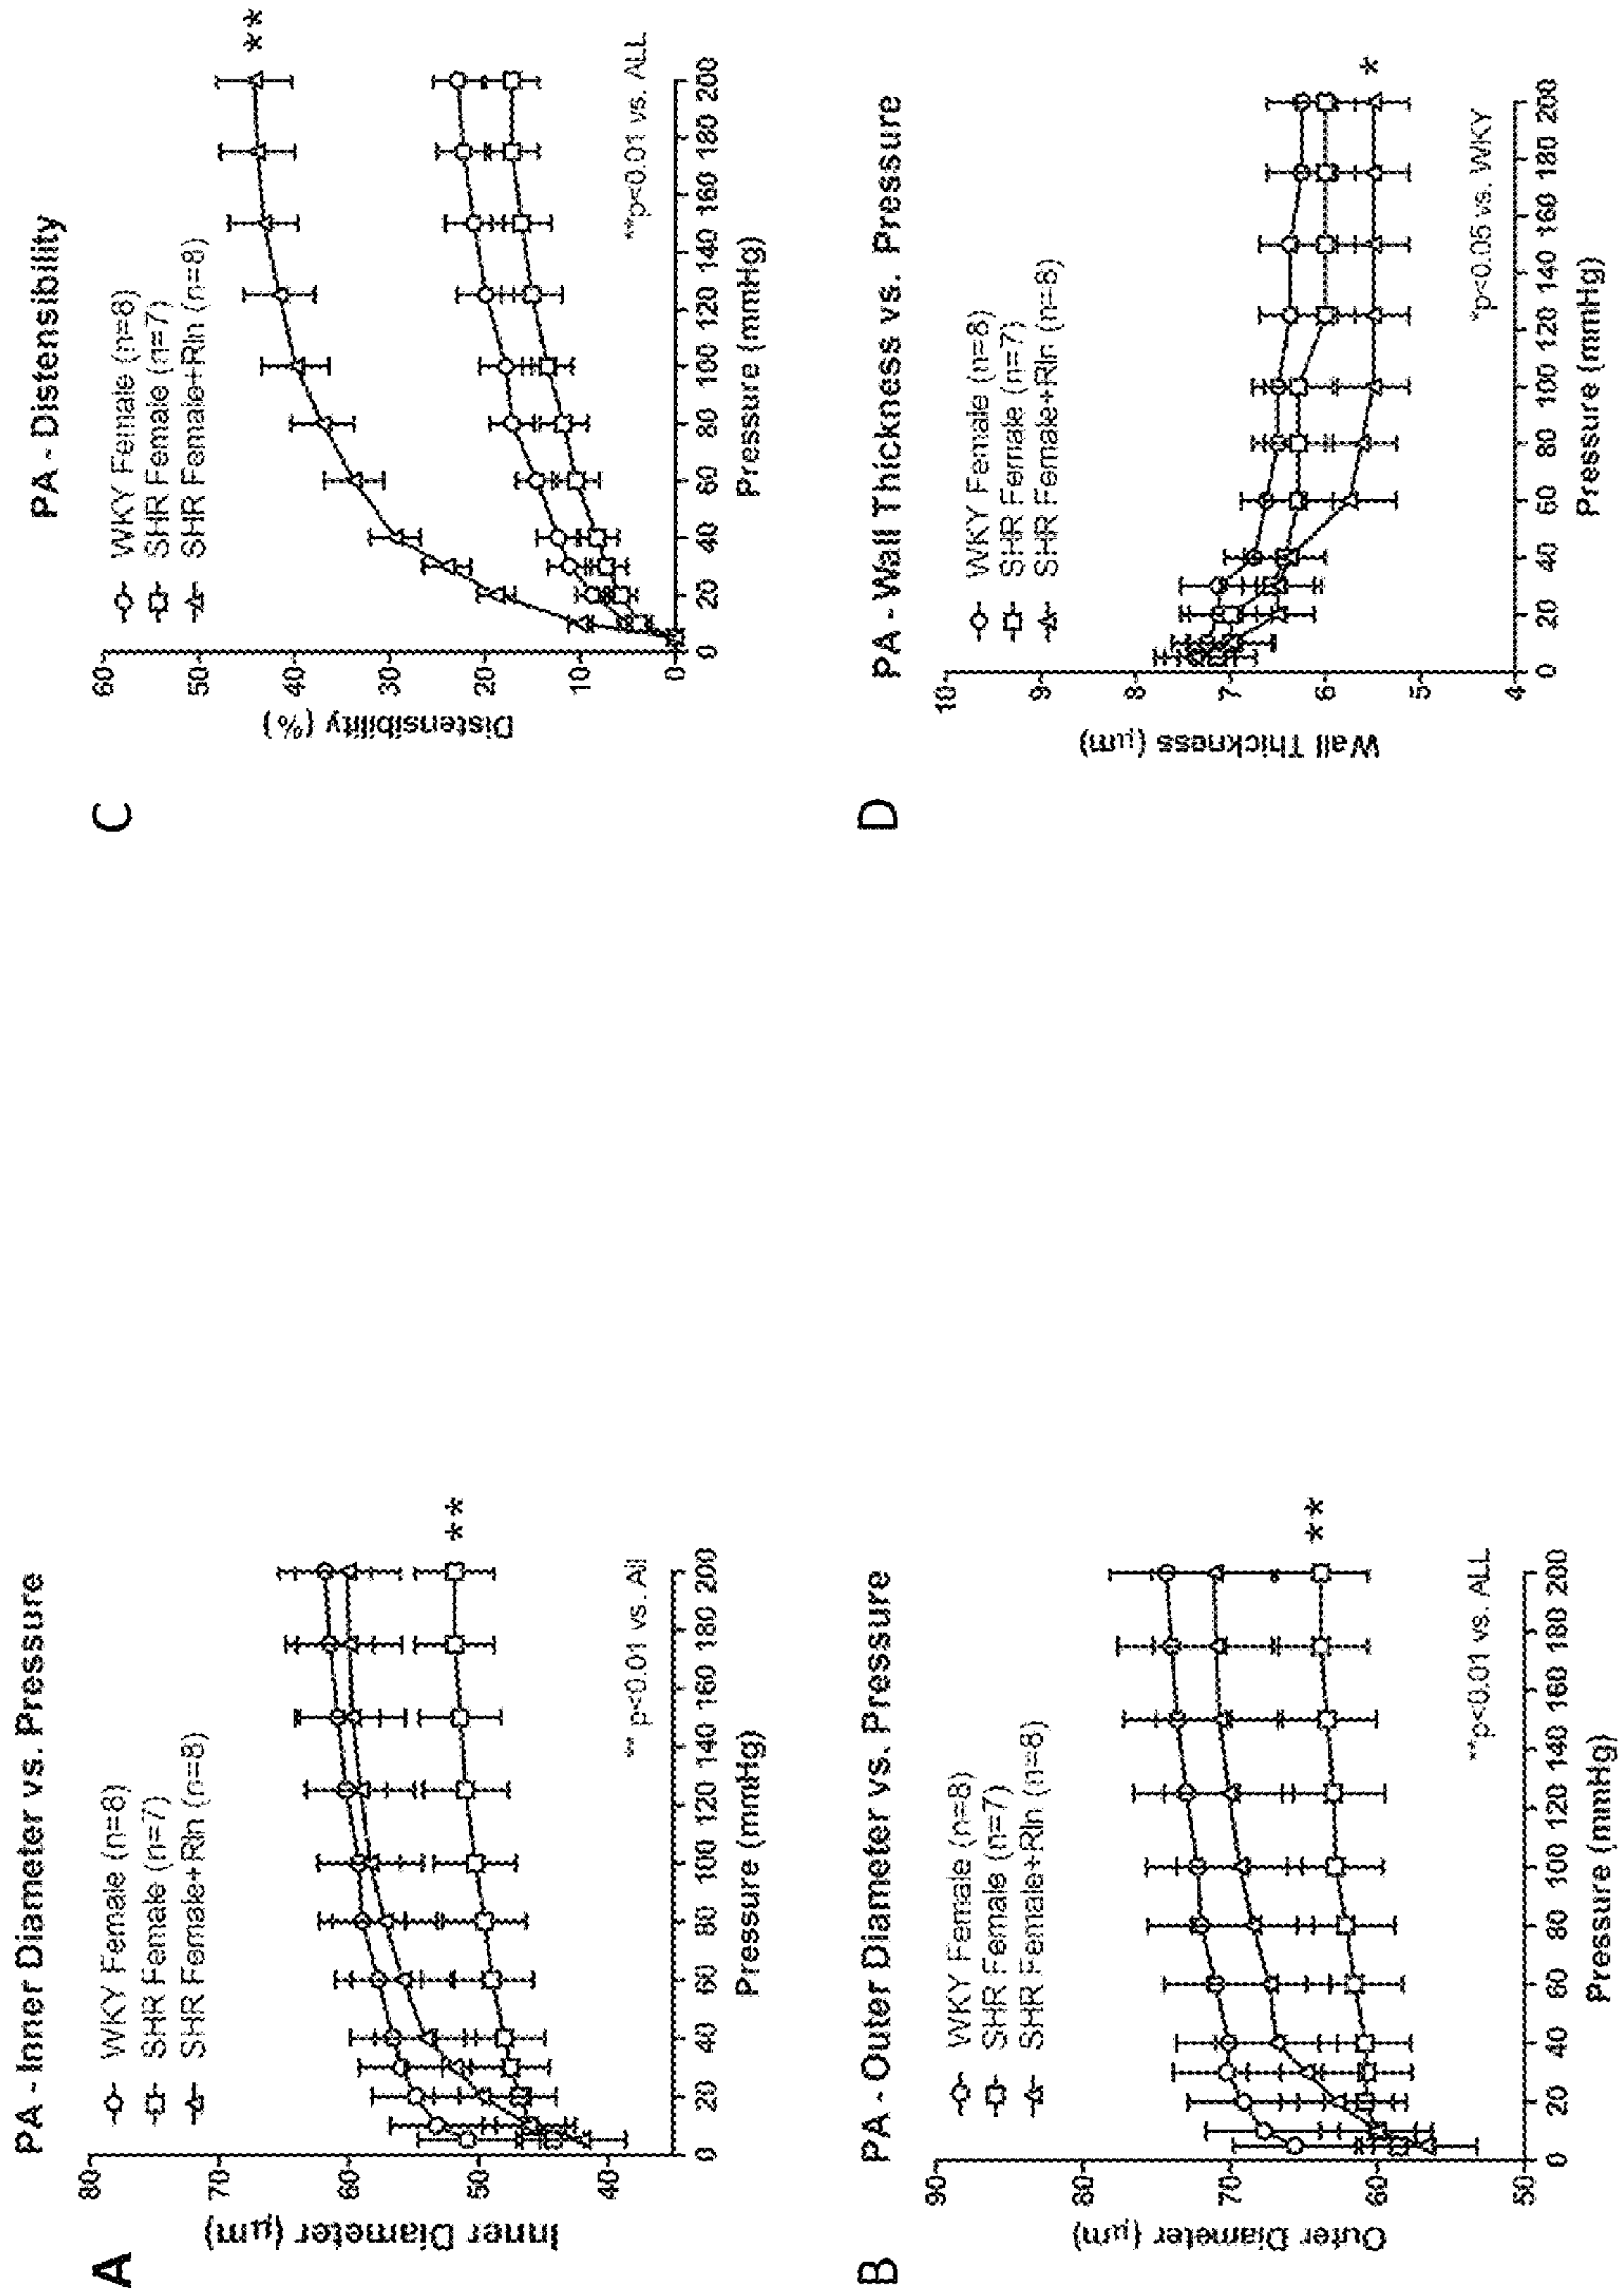 A
PA - Inner Diameter vs. Pressure
WKY Female (n=8)
SHR Female (n=7)
SHR Female+Rln (n=8)
Inner Diameter (μm)
80
70
60
50
40
0 20 40 60 80 100 120 140 160 180 200
Pressure (mmHg)
** p<0.01 vs. All
**
B
PA - Outer Diameter vs. Pressure
WKY Female (n=8)
SHR Female (n=7)
SHR Female+Rln (n=8)
Outer Diameter (μm)
90
80
70
60
50
0 20 40 60 80 100 120 140 160 180 200
Pressure (mmHg)
**p<0.01 vs. ALL
**
C
PA - Distensibility
WKY Female (n=8)
SHR Female (n=7)
SHR Female+Rln (n=8)
Distensibility (%)
60
50
40
30
20
10
0
0 20 40 60 80 100 120 140 160 180 200
Pressure (mmHg)
**p<0.01 vs. ALL
**
D
PA - Wall Thickness vs. Pressure
WKY Female (n=8)
SHR Female (n=7)
SHR Female+Rln (n=8)
Wall Thickness (μm)
10
9
8
7
6
5
4
0 20 40 60 80 100 120 140 160 180 200
Pressure (mmHg)
*p<0.05 vs. WKY
*